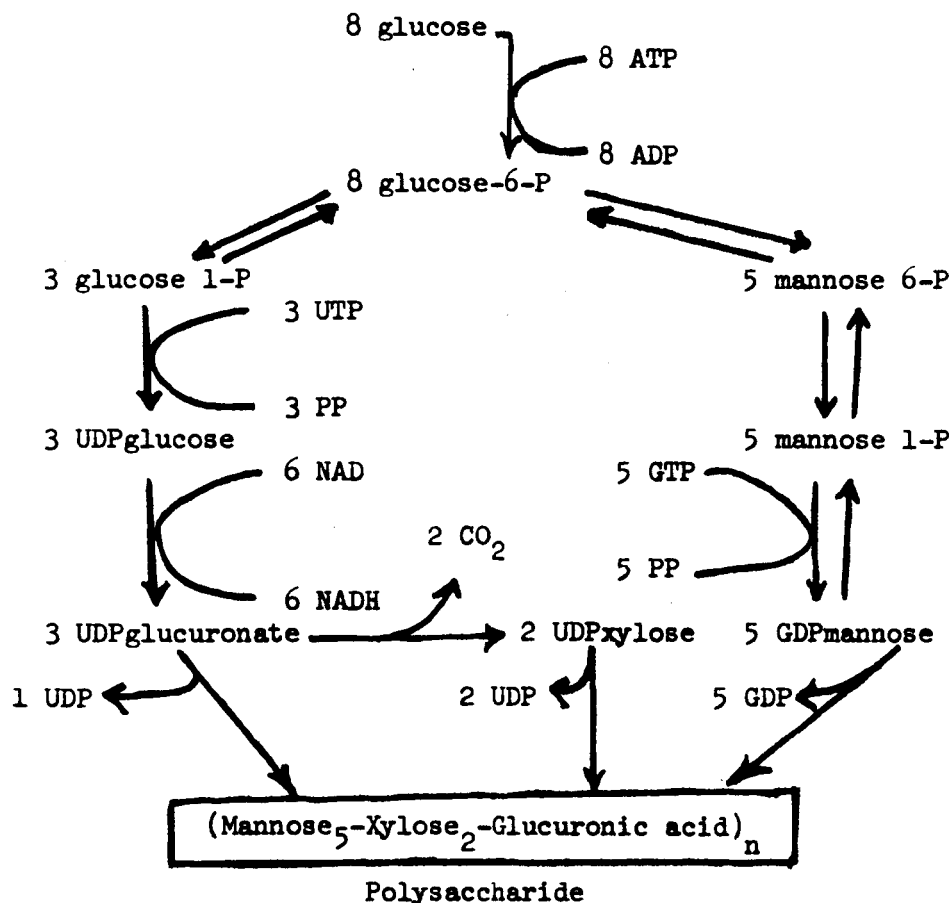 8 glucose
8 ATP
8 ADP
8 glucose-6-P
3 glucose 1-P
5 mannose 6-P
3 UTP
3 PP
3 UDPglucose
5 mannose 1-P
6 NAD
5 GTP
2 CO2
5 PP
6 NADH
3 UDPglucuronate
2 UDPxylose
5 GDPmannose
1 UDP
2 UDP
5 GDP
(Mannose5-Xylose2-Glucuronic acid)n
Polysaccharide